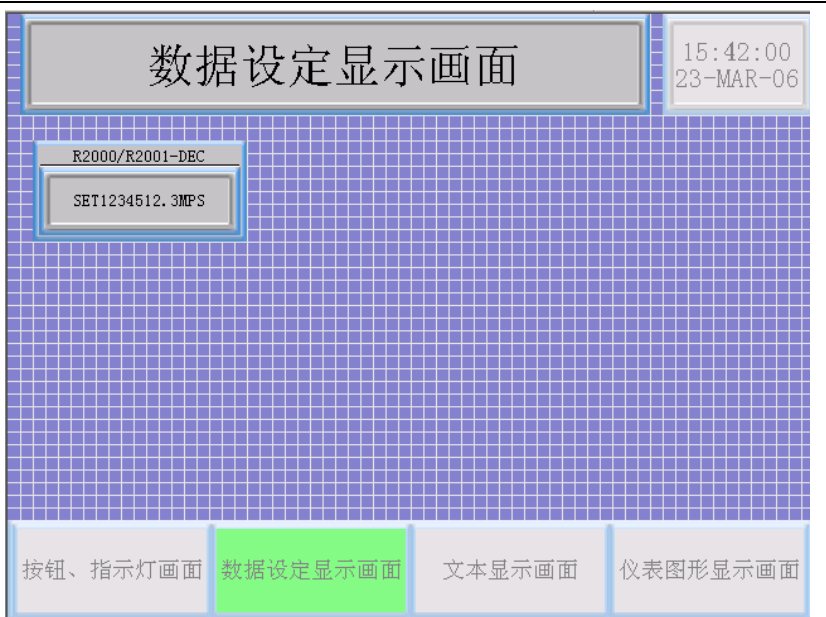 数据设定显示画面
15:42:00
23-MAR-06
R2000/R2001-DEC
SET1234512.3MPS
按钮、指示灯画面
数据设定显示画面
文本显示画面
仪表图形显示画面